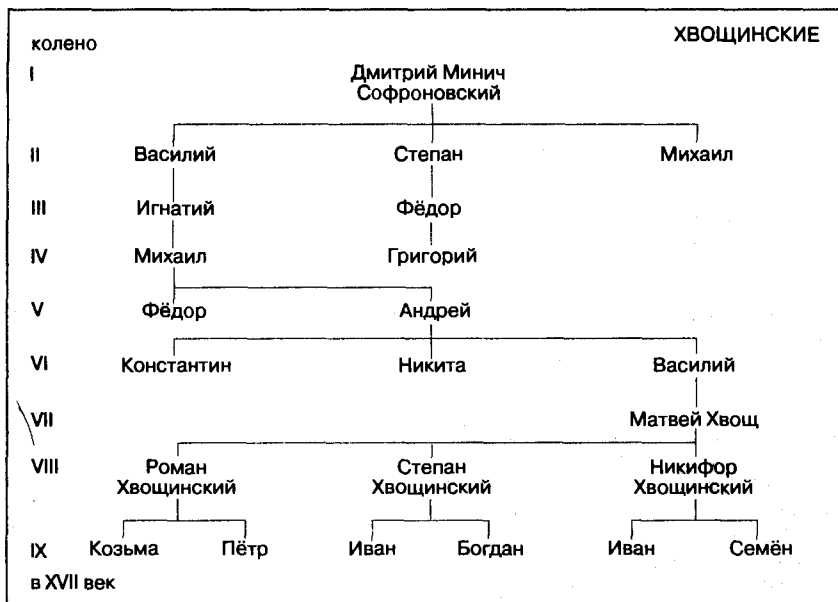 ХВОЩИНСКИЕ
колено
I Дмитрий Минич
Софроновский
II Василий Степан Михаил
III Игнатий Фёдор
IV Михаил Григорий
V Фёдор Андрей
VI Константин Никита Василий
VII Матвей Хвощ
VIII Роман Степан Никифор
Хвощинский Хвощинский Хвощинский
IX Козьма Пётр Иван Богдан Иван Семён
в XVII век